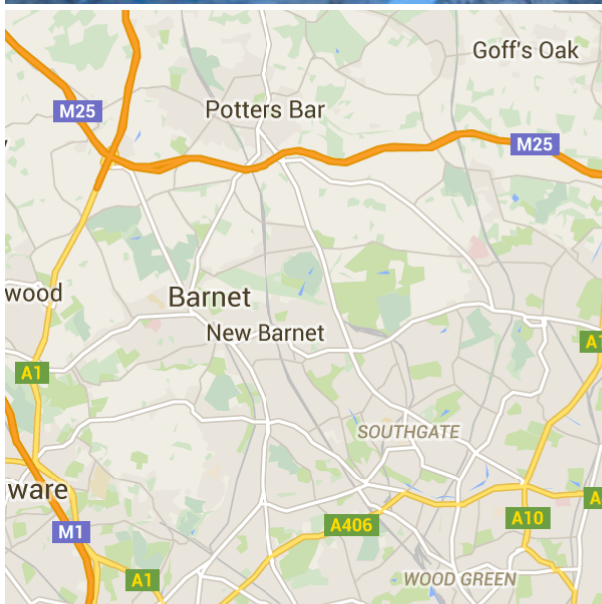 Goff's Oak
M25
Potters Bar
M25
wood
Barnet
New Barnet
A1
A1
SOUTHGATE
ware
A406
A10
M1
A1
WOOD GREEN